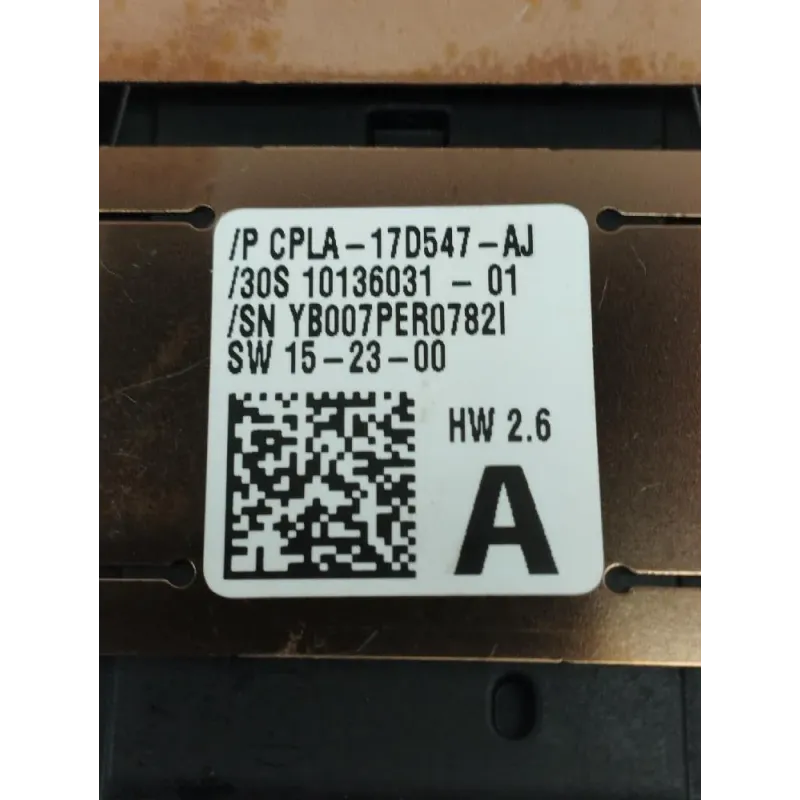 /P CPLA-17D547-AJ
/30S 10136031 - 01
/SN YB007PER0782I
SW 15-23-00
HW 2.6
A